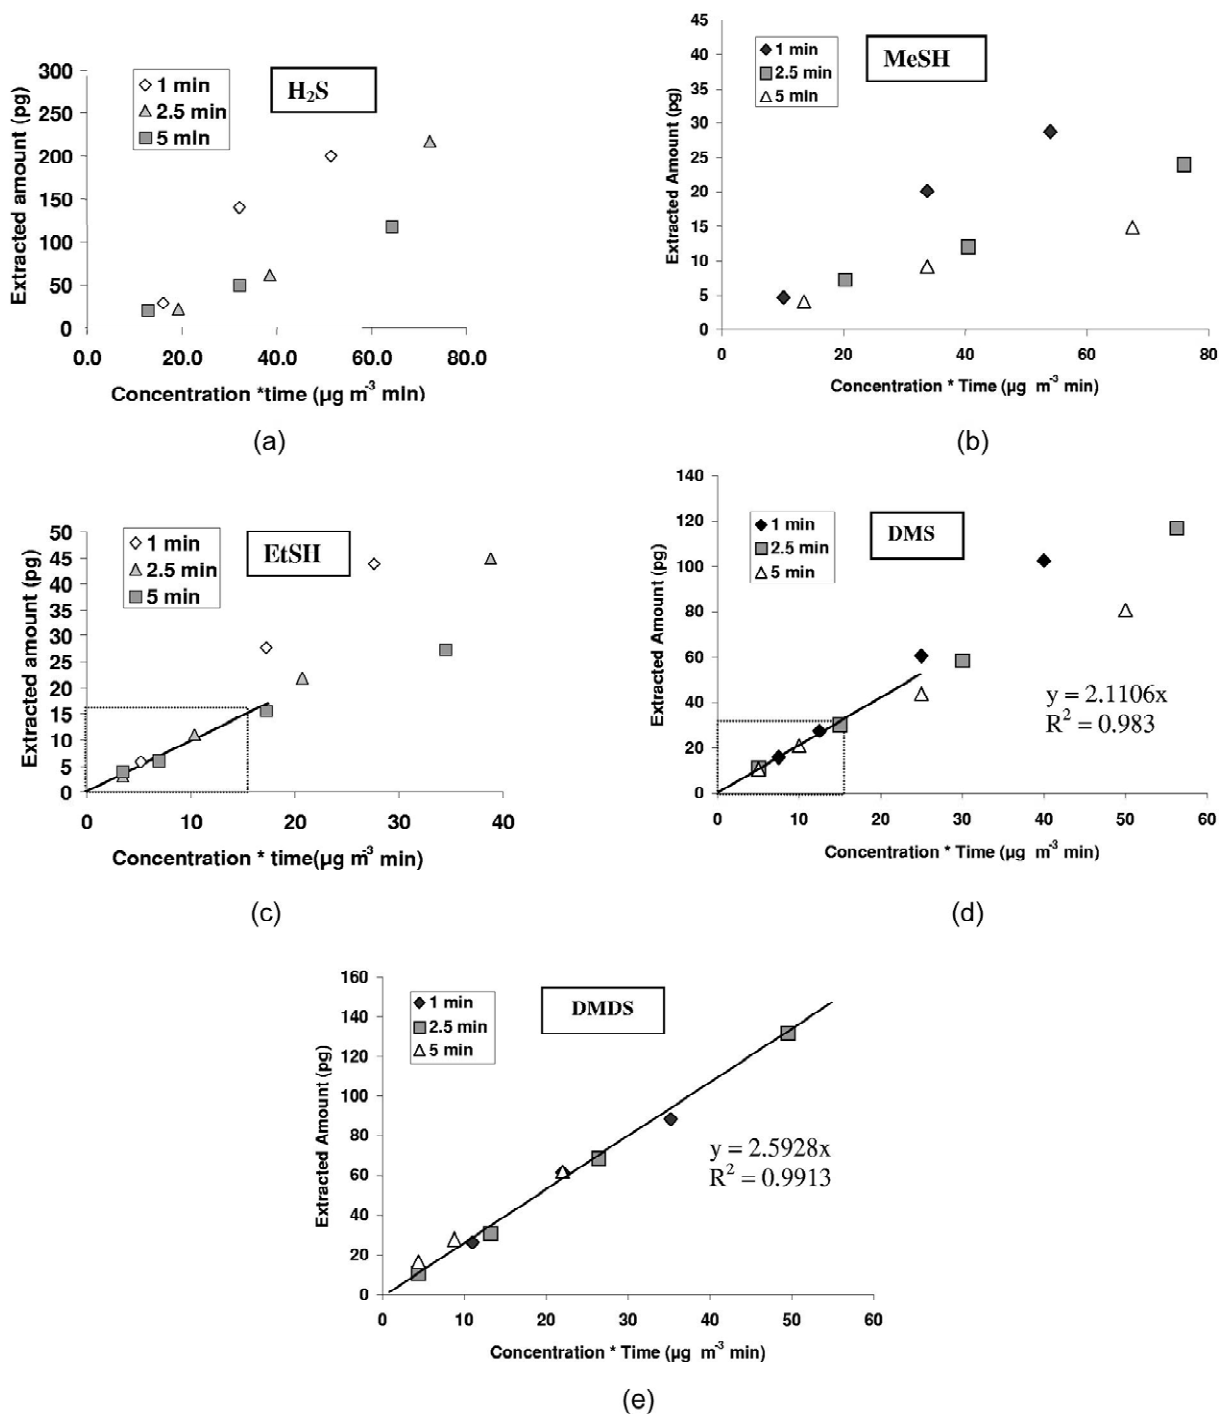 H₂S
1 min
2.5 min
5 mln
Extracted amount (pg)
300
250
200
150
100
50
0
0.0 20.0 40.0 60.0 80.0
Concentration *time (µg m⁻³ mln)
(a)
MeSH
1 min
2.5 min
5 min
Extracted Amount (pg)
45
40
35
30
25
20
15
10
5
0
0 20 40 60 80
Concentration * Time (µg m⁻³ min)
(b)
EtSH
1 min
2.5 min
5 min
Extracted amount (pg)
50
45
40
35
30
25
20
15
10
5
0
0 10 20 30 40
Concentration * time(µg m⁻³ min)
(c)
DMS
1 min
2.5 min
5 min
Extracted Amount (pg)
140
120
100
80
60
40
20
0
y = 2.1106x
R² = 0.983
0 10 20 30 40 50 60
Concentration * Time (µg m⁻³ min)
(d)
DMDS
1 min
2.5 min
5 min
Extracted Amount (pg)
160
140
120
100
80
60
40
20
0
y = 2.5928x
R² = 0.9913
0 10 20 30 40 50 60
Concentration * Time (µg m⁻³ min)
(e)